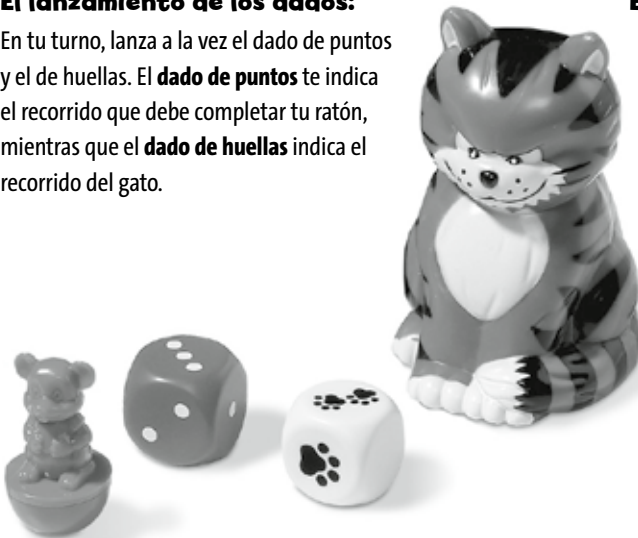 El lanzamiento de los dados:
En tu turno, lanza a la vez el dado de puntos
y el de huellas. El dado de puntos te indica
el recorrido que debe completar tu ratón,
mientras que el dado de huellas indica el
recorrido del gato.